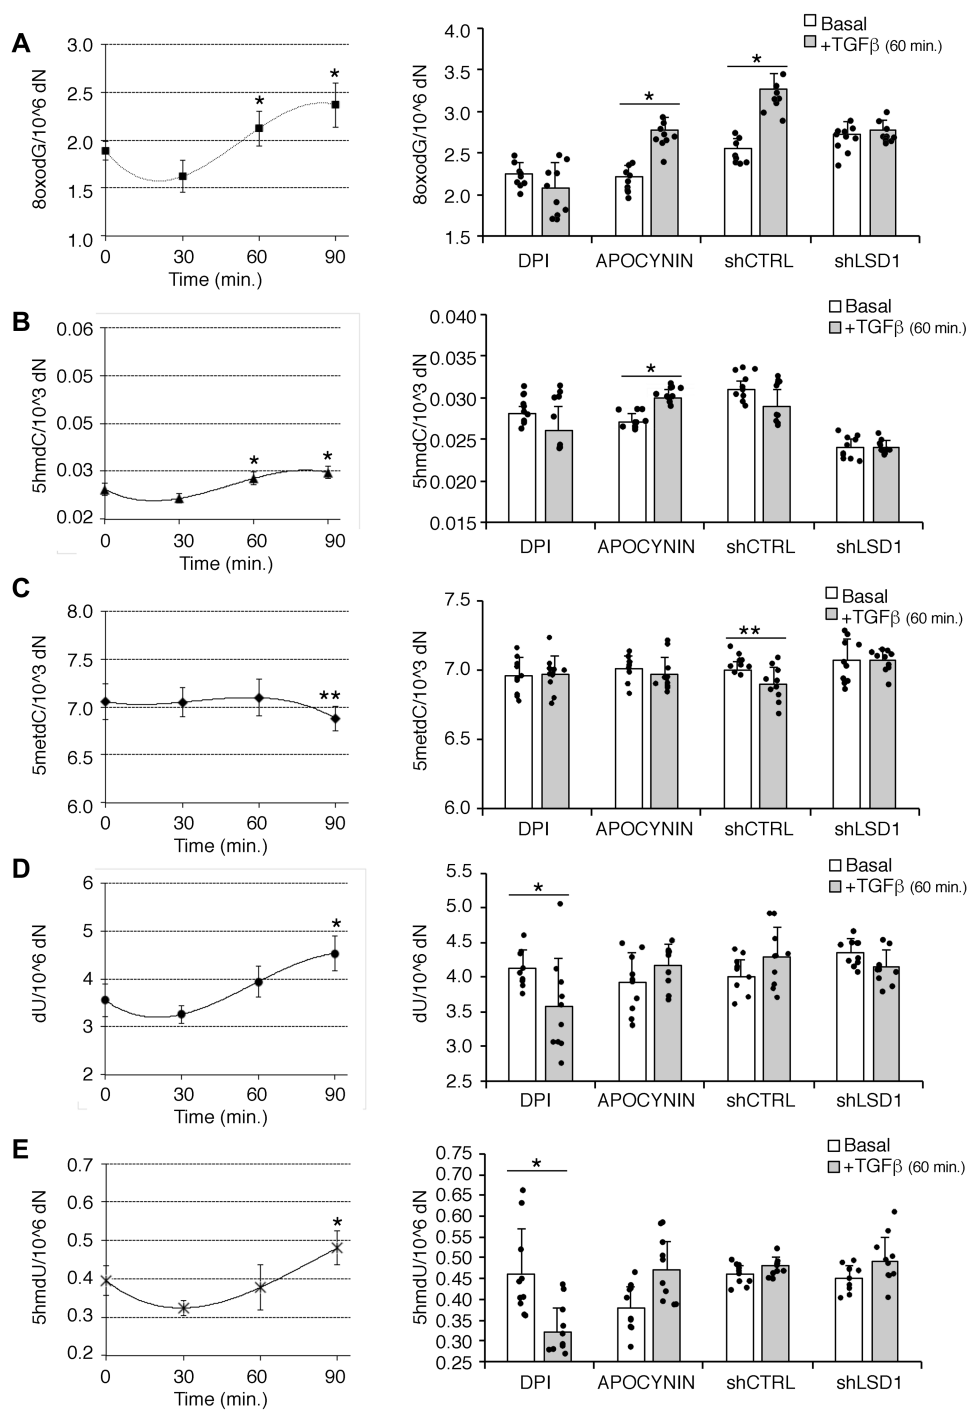 A
8oxodG/10^6 dN
3.0
2.5
2.0
1.5
1.0
*
*
0 30 60 90
Time (min.)
8oxodG/10^6 dN
4.0
3.5
3.0
2.5
2.0
1.5
Basal
+TGFβ (60 min.)
*
*
DPI APOCYNIN shCTRL shLSD1
B
5hmdC/10^3 dN
0.06
0.05
0.05
0.03
0.02
*
*
0 30 60 90
Time (min.)
5hmdC/10^3 dN
0.040
0.035
0.030
0.025
0.020
0.015
Basal
+TGFβ (60 min.)
*
DPI APOCYNIN shCTRL shLSD1
C
5metdC/10^3 dN
8.0
7.5
7.0
6.5
6.0
**
0 30 60 90
Time (min.)
5metdC/10^3 dN
7.5
7.0
6.5
6.0
Basal
+TGFβ (60 min.)
**
DPI APOCYNIN shCTRL shLSD1
D
dU/10^6 dN
6
5
4
3
2
*
0 30 60 90
Time (min.)
dU/10^6 dN
5.5
5.0
4.5
4.0
3.5
3.0
2.5
Basal
+TGFβ (60 min.)
*
DPI APOCYNIN shCTRL shLSD1
E
5hmdU/10^6 dN
0.7
0.6
0.5
0.4
0.3
0.2
*
0 30 60 90
Time (min.)
5hmdU/10^6 dN
0.75
0.70
0.65
0.60
0.55
0.50
0.45
0.40
0.35
0.30
0.25
Basal
+TGFβ (60 min.)
*
DPI APOCYNIN shCTRL shLSD1